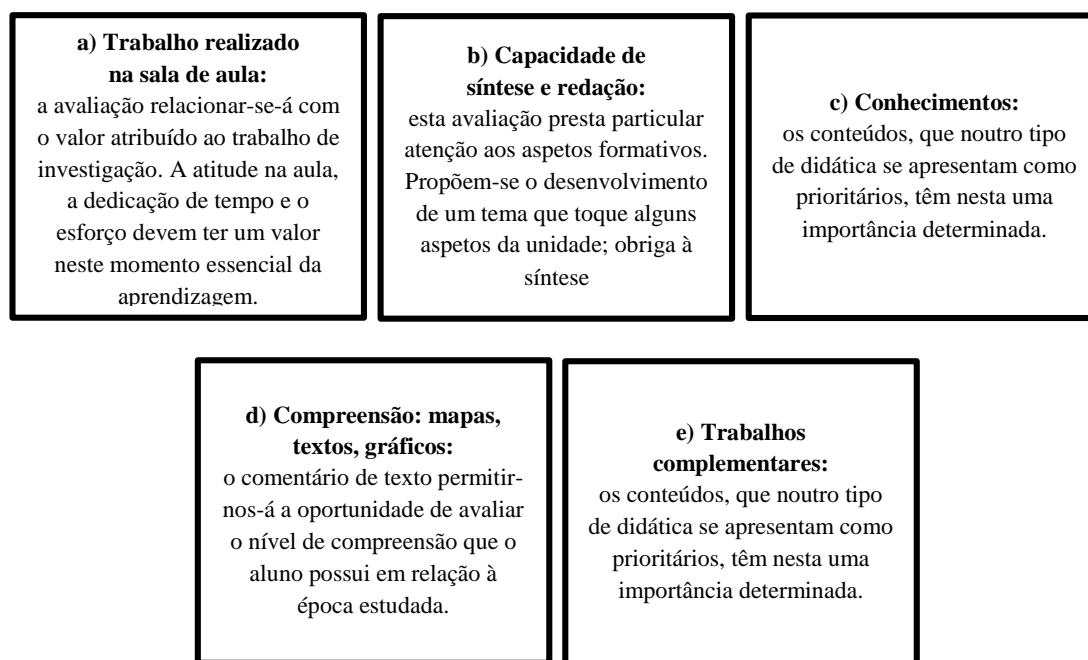 a) Trabalho realizado
na sala de aula:
a avaliação relacionar-se-á com
o valor atribuído ao trabalho de
investigação. A atitude na aula,
a dedicação de tempo e o
esforço devem ter um valor
neste momento essencial da
aprendizagem.
b) Capacidade de
síntese e redação:
esta avaliação presta particular
atenção aos aspetos formativos.
Propõem-se o desenvolvimento
de um tema que toque alguns
aspetos da unidade; obriga à
síntese
c) Conhecimentos:
os conteúdos, que noutro tipo
de didática se apresentam como
prioritários, têm nesta uma
importância determinada.
d) Compreensão: mapas,
textos, gráficos:
o comentário de texto permitir-
nos-á a oportunidade de avaliar
o nível de compreensão que o
aluno possui em relação à
época estudada.
e) Trabalhos
complementares:
os conteúdos, que noutro tipo
de didática se apresentam como
prioritários, têm nesta uma
importância determinada.